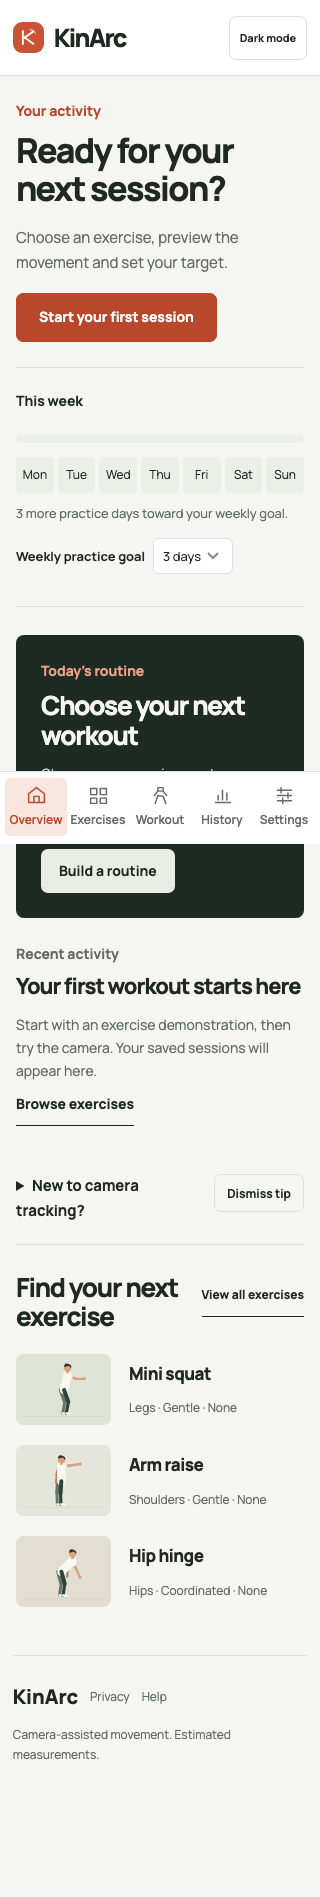 KinArc
Dark mode
Your activity
Ready for your
next session?
Choose an exercise, preview the
movement and set your target.
Start your first session
This week
Mon Tue Wed Thu Fri Sat Sun
3 more practice days toward your weekly goal.
Weekly practice goal 3 days
Today's routine
Choose your next
workout
Overview Exercises Workout History Settings
Build a routine
Recent activity
Your first workout starts here
Start with an exercise demonstration, then
try the camera. Your saved sessions will
appear here.
Browse exercises
New to camera
tracking?
Dismiss tip
Find your next
exercise
View all exercises
Mini squat
Legs · Gentle · None
Arm raise
Shoulders · Gentle · None
Hip hinge
Hips · Coordinated · None
KinArc Privacy Help
Camera-assisted movement. Estimated
measurements.